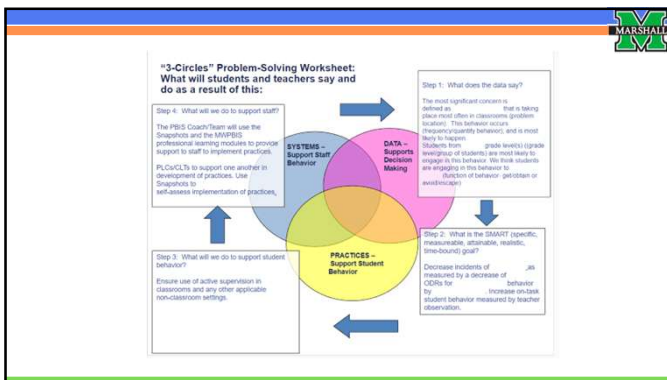 MARSHALL
“3-Circles” Problem-Solving Worksheet:
What will students and teachers say and
do as a result of this:
Step 1: What does the data say?
The most significant concern is
defined as that is taking
place most often in classrooms (problem
location). This behavior occurs
(frequency/quantify behavior), and is most
likely to happen.
Students from grade level(s) (grade
level/group of students) are most likely to
engage in this behavior. We think students
are engaging in this behavior to
(function of behavior- get/obtain or
avoid/escape)
Step 4: What will we do to support staff?
The PBIS Coach/Team will use the
Snapshots and the MWPBIS
professional learning modules to provide
support to staff to implement practices.
PLCs/CLTs to support one another in
development of practices. Use
Snapshots to
self-assess implementation of practices.
SYSTEMS –
Support Staff
Behavior
DATA –
Supports
Decision
Making
PRACTICES –
Support Student
Behavior
Step 2: What is the SMART (specific,
measureable, attainable, realistic,
time-bound) goal?
Decrease incidents of ,as
measured by a decrease of
ODRs for behavior
by . Increase on-task
student behavior measured by teacher
observation.
Step 3: What will we do to support student
behavior?
Ensure use of active supervision in
classrooms and any other applicable
non-classroom settings.